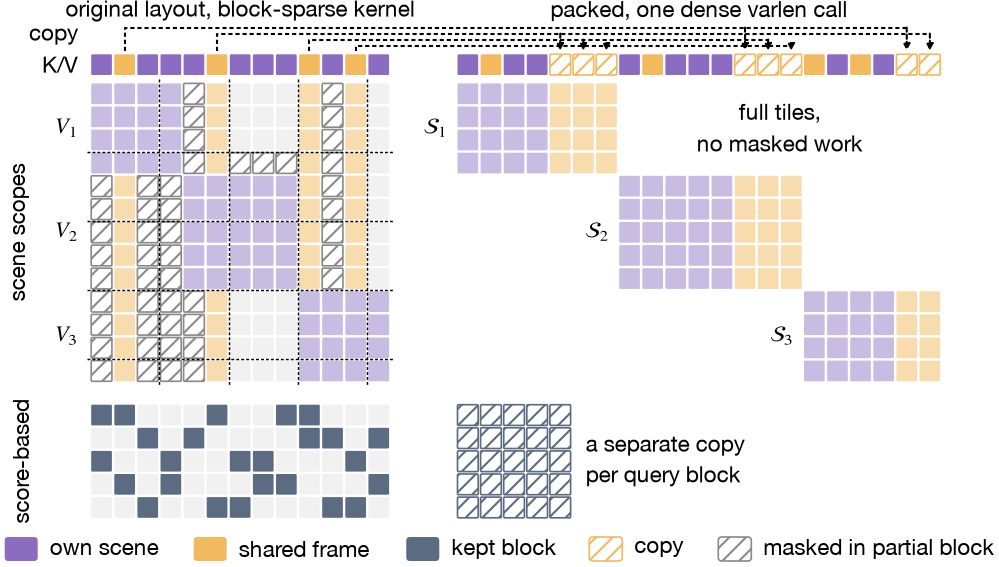 original layout, block-sparse kernel
packed, one dense varlen call
copy
K/V
V1
V2
V3
scene scopes
S1
S2
S3
full tiles,
no masked work
score-based
a separate copy
per query block
own scene
shared frame
kept block
copy
masked in partial block